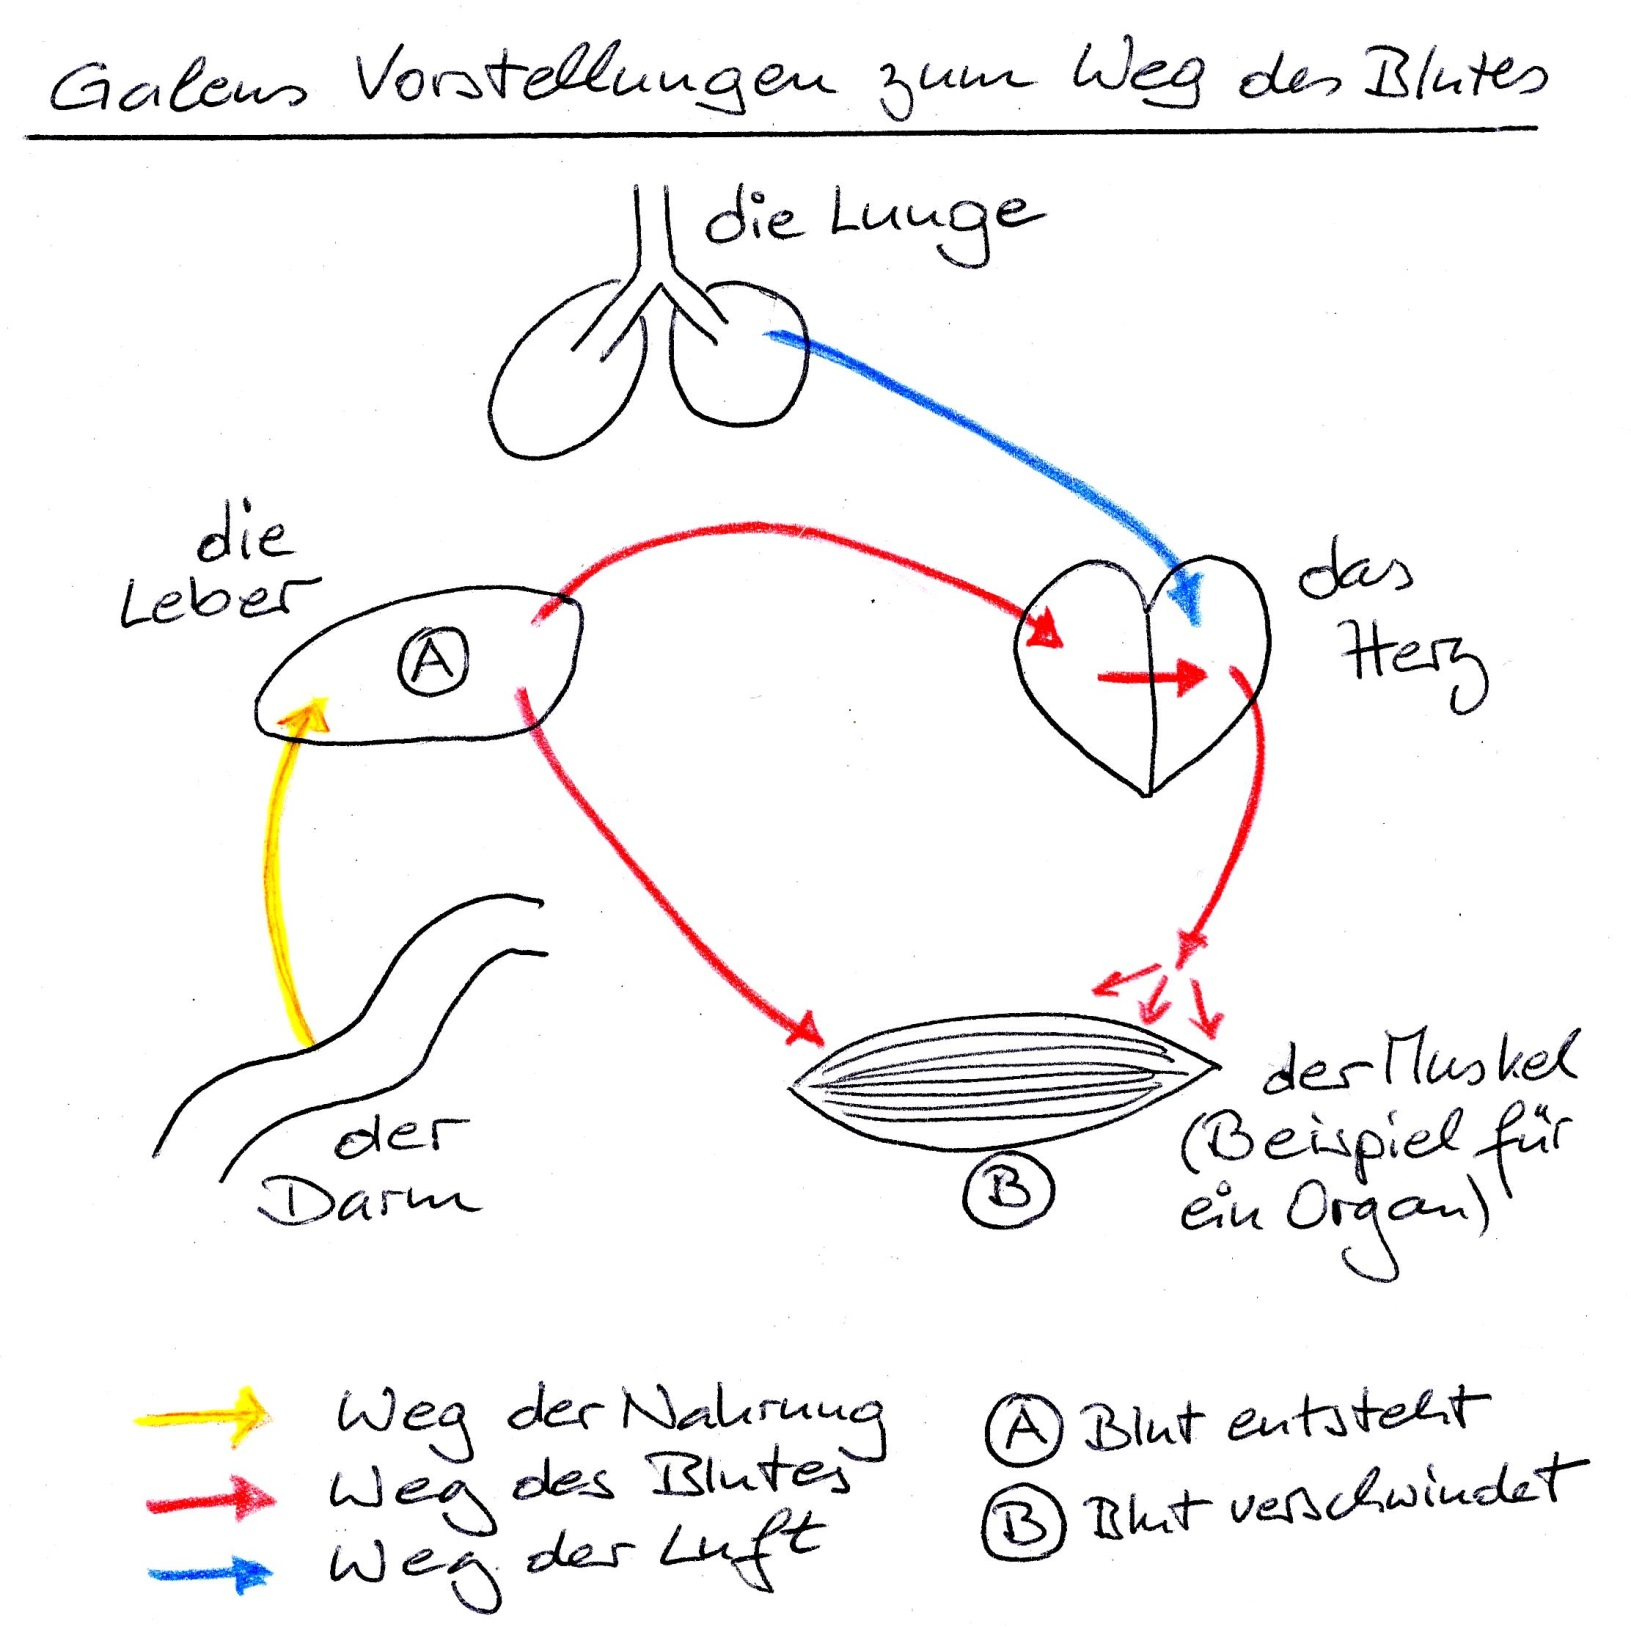 Galens Vorstellungen zum Weg des Blutes
die Lunge
die
Leber
A
das
Herz
der
Darm
der Muskel
(Beispiel für
ein Organ)
B
Weg der Nahrung
Weg des Blutes
Weg der Luft
A Blut entsteht
B Blut verschwindet